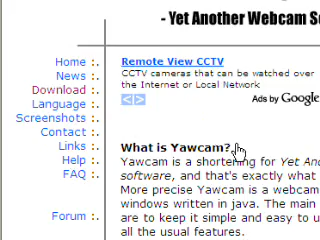 - Yet Another Webcam So
Home :.
News :.
Download :.
Language :.
Screenshots :.
Contact :.
Links :.
Help :.
FAQ :.
Forum :.
Remote View CCTV
CCTV cameras that can be watched over
the Internet or Local Network
Ads by Google
What is Yawcam?
Yawcam is a shortening for Yet An
software, and that's exactly what
More precise Yawcam is a webcam
windows written in java. The main
are to keep it simple and easy to u
all the usual features.